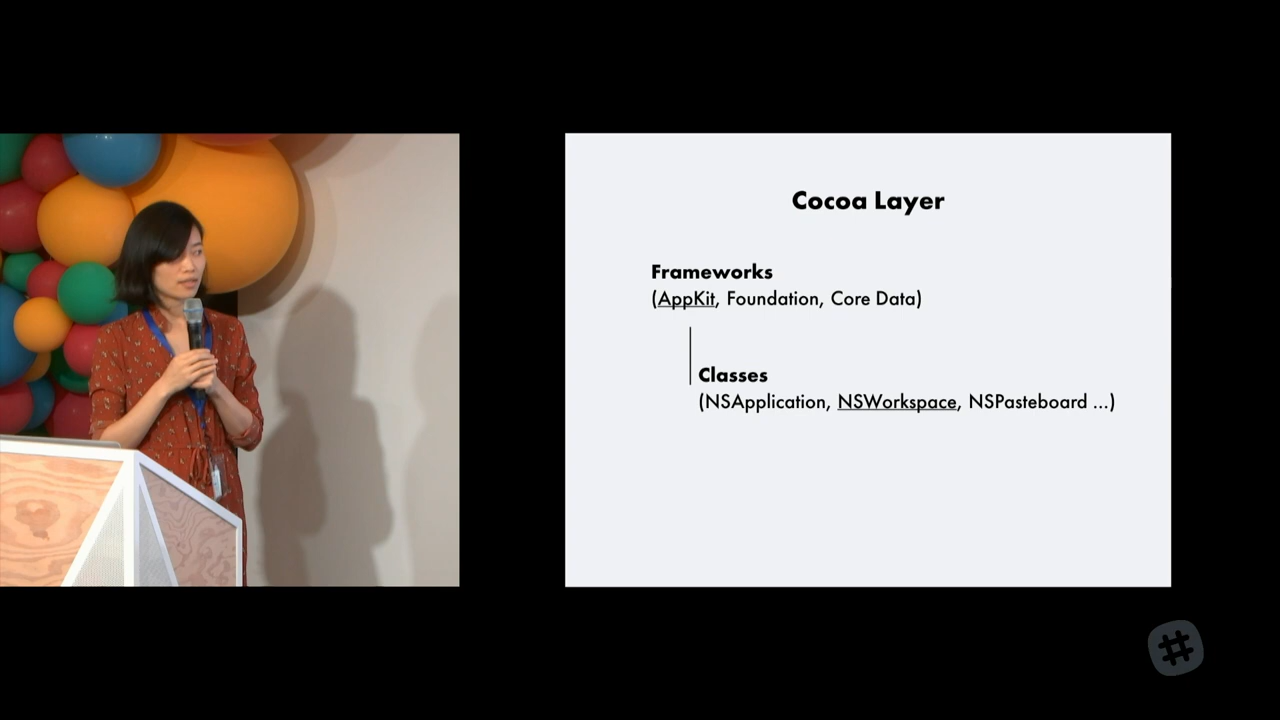 Cocoa Layer
Frameworks
(AppKit, Foundation, Core Data)
Classes
(NSApplication, NSWorkspace, NSPasteboard ...)